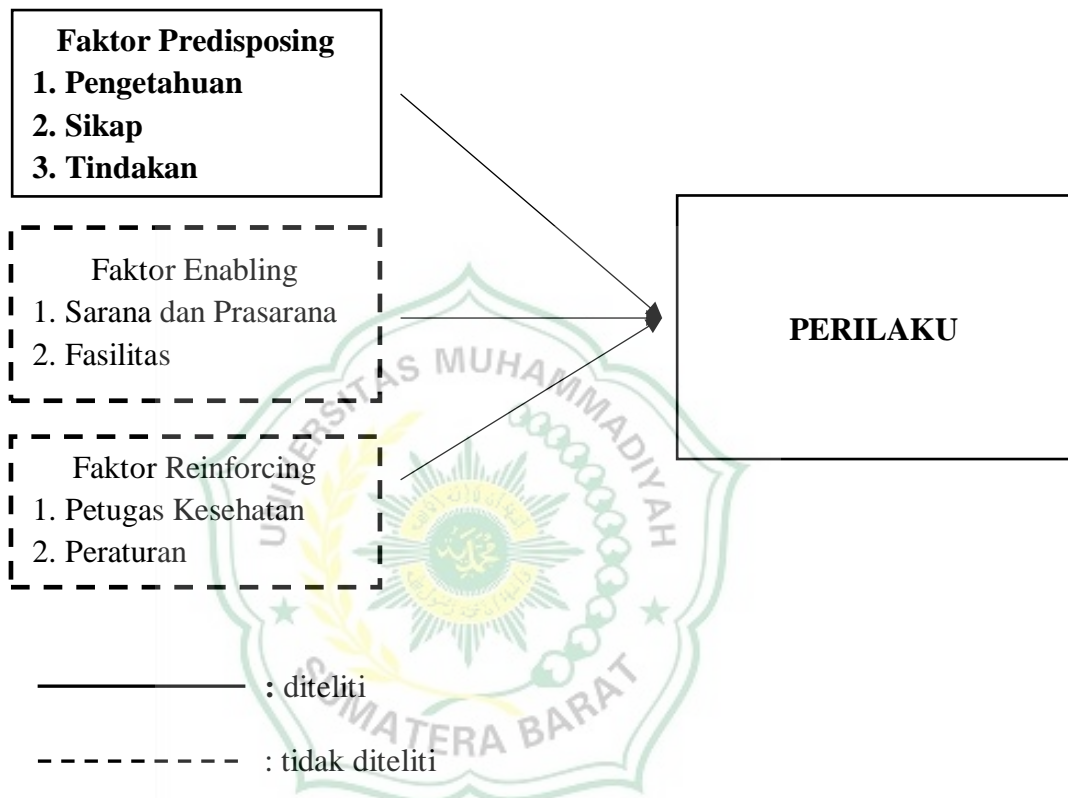 Faktor Predisposing
1. Pengetahuan
2. Sikap
3. Tindakan
Faktor Enabling
1. Sarana dan Prasarana
2. Fasilitas
Faktor Reinforcing
1. Petugas Kesehatan
2. Peraturan
PERILAKU
UNIVERSITAS MUHAMMADIYAH
SUMATERA BARAT
: diteliti
: tidak diteliti